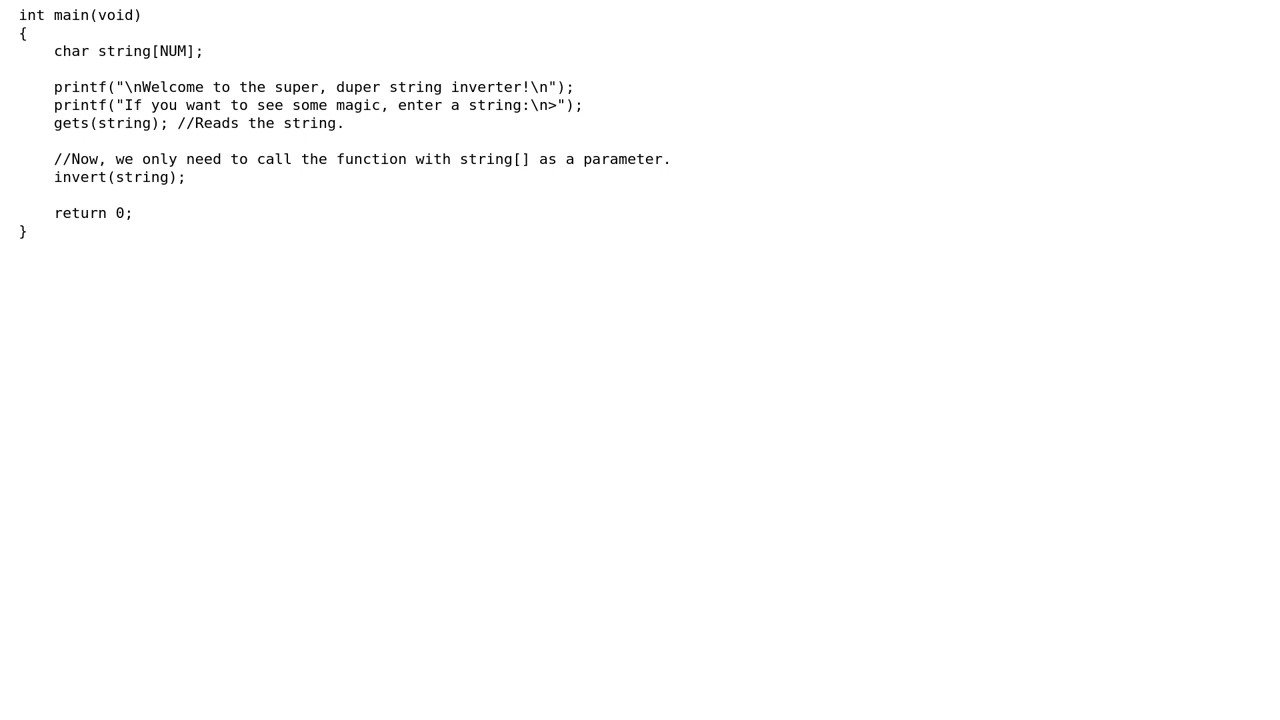 int main(void)
{
    char string[NUM];

    printf("\nWelcome to the super, duper string inverter!\n");
    printf("If you want to see some magic, enter a string:\n>");
    gets(string); //Reads the string.

    //Now, we only need to call the function with string[] as a parameter.
    invert(string);

    return 0;
}